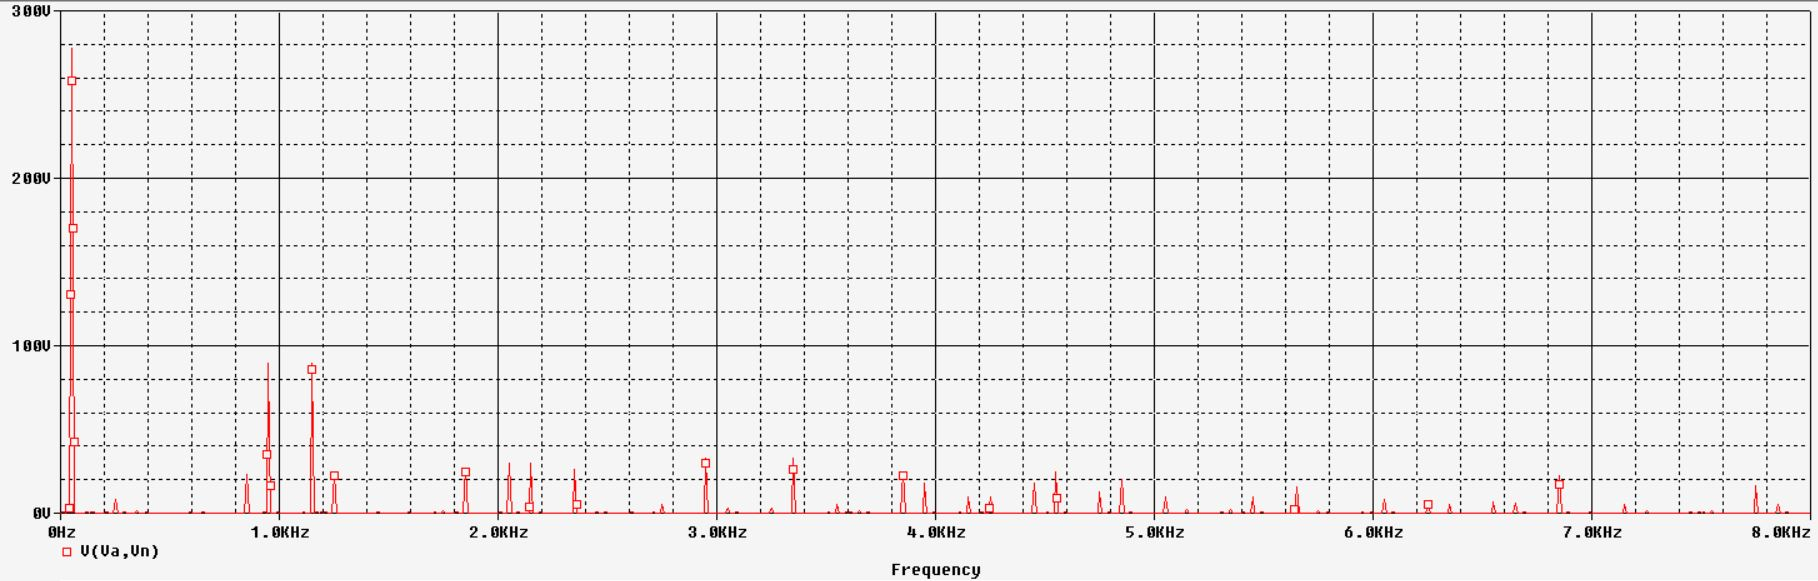 300V
200V
100V
0V
0Hz 1.0KHz 2.0KHz 3.0KHz 4.0KHz 5.0KHz 6.0KHz 7.0KHz 8.0KHz
V(Va,Vn)
Frequency